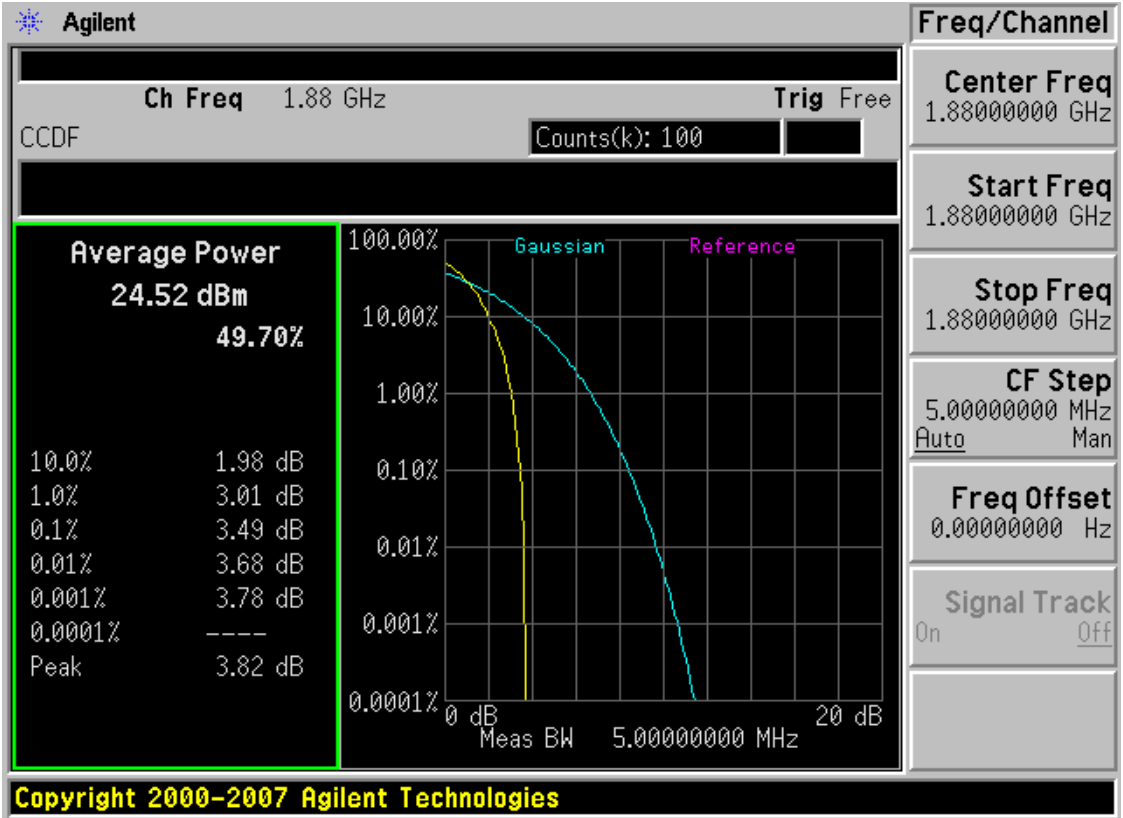 Agilent
Freq/Channel
Ch Freq 1.88 GHz Trig Free
CCDF Counts(k): 100
Average Power
24.52 dBm
49.70%
10.0% 1.98 dB
1.0% 3.01 dB
0.1% 3.49 dB
0.01% 3.68 dB
0.001% 3.78 dB
0.0001% ----
Peak 3.82 dB
Gaussian Reference
100.00%
10.00%
1.00%
0.10%
0.01%
0.001%
0.0001%
0 dB 20 dB
Meas BW 5.00000000 MHz
Center Freq
1.88000000 GHz
Start Freq
1.88000000 GHz
Stop Freq
1.88000000 GHz
CF Step
5.00000000 MHz
Auto Man
Freq Offset
0.00000000 Hz
Signal Track
On Off
Copyright 2000-2007 Agilent Technologies